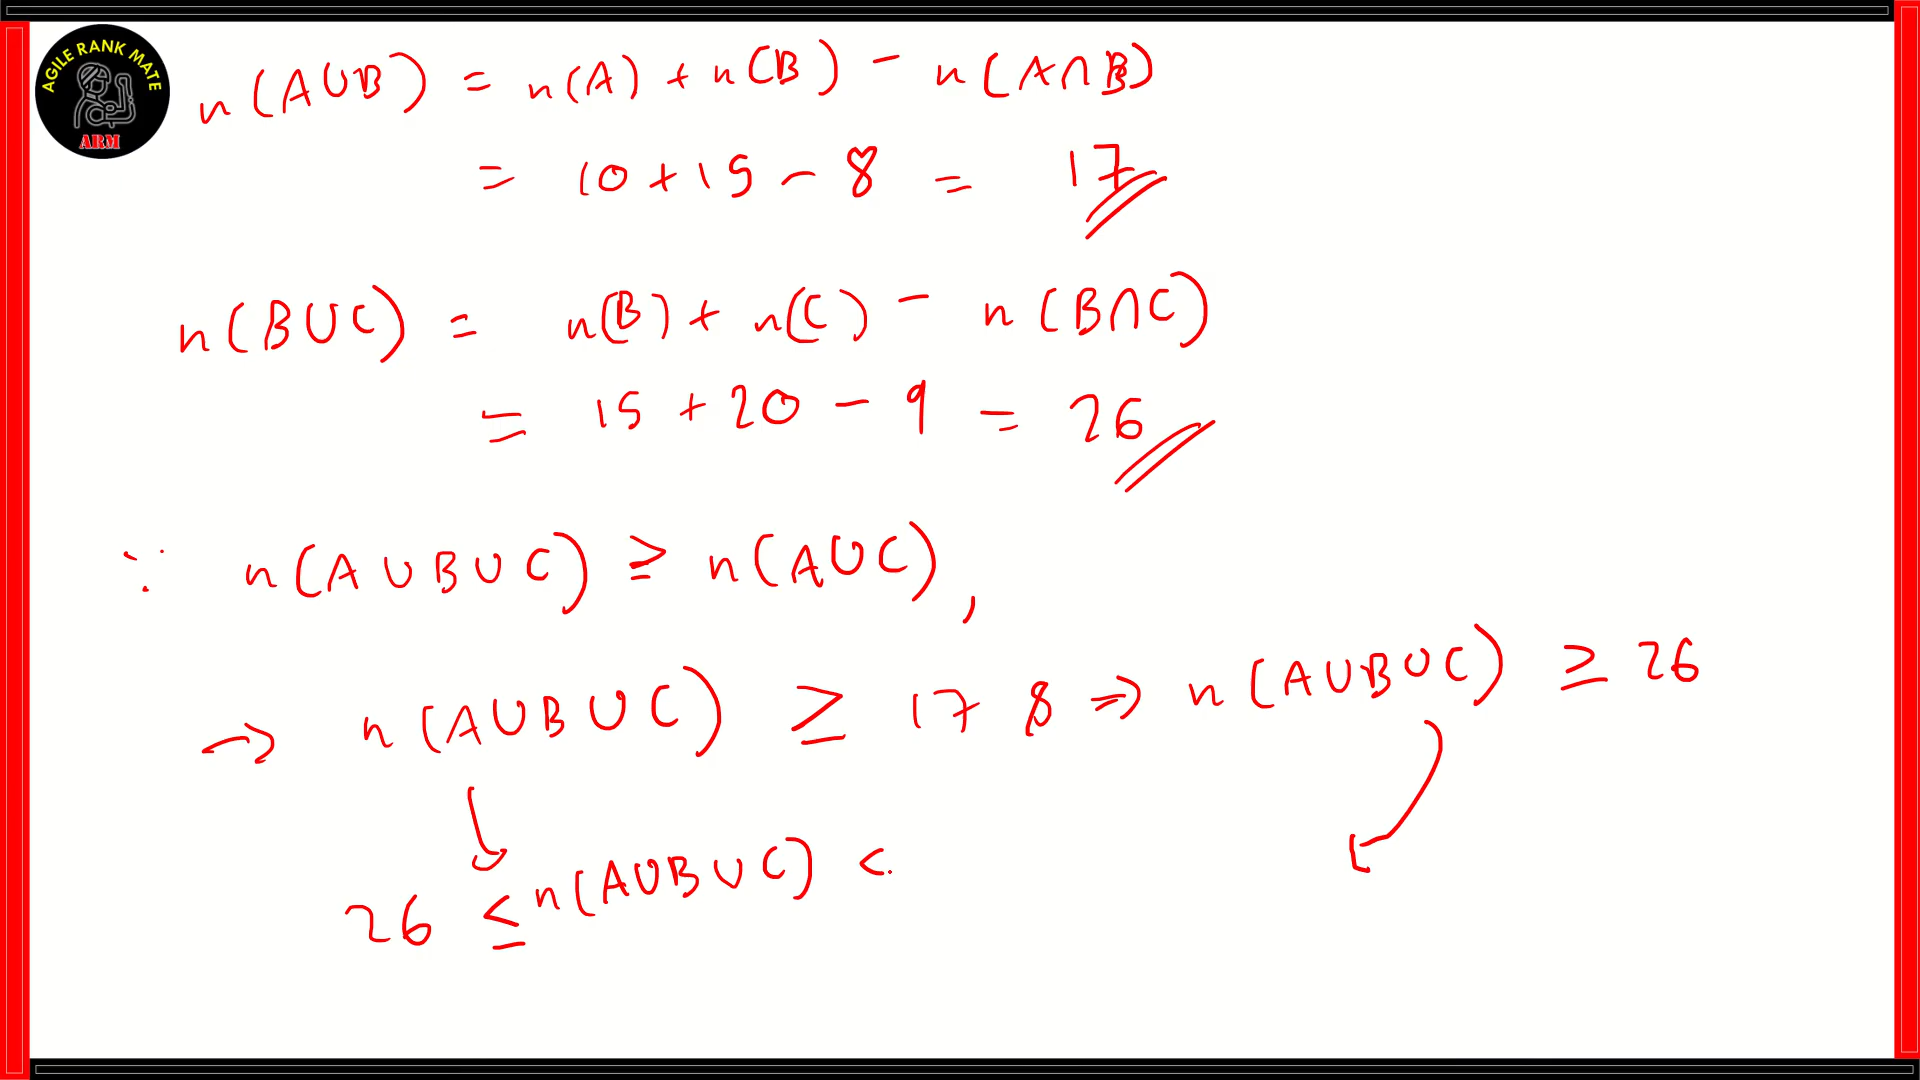 AGILE RANK MATE
ARM
n(A∪B) = n(A) + n(B) − n(A∩B)
= 10+15−8 = 17
n(B∪C) = n(B) + n(C) − n(B∩C)
= 15 + 20 − 9 = 26
∵ n(A∪B∪C) ≥ n(A∪C),
→ n(A∪B∪C) ≥ 17 & ⇒ n(A∪B∪C) ≥ 26
26 ≤ n(A∪B∪C) <